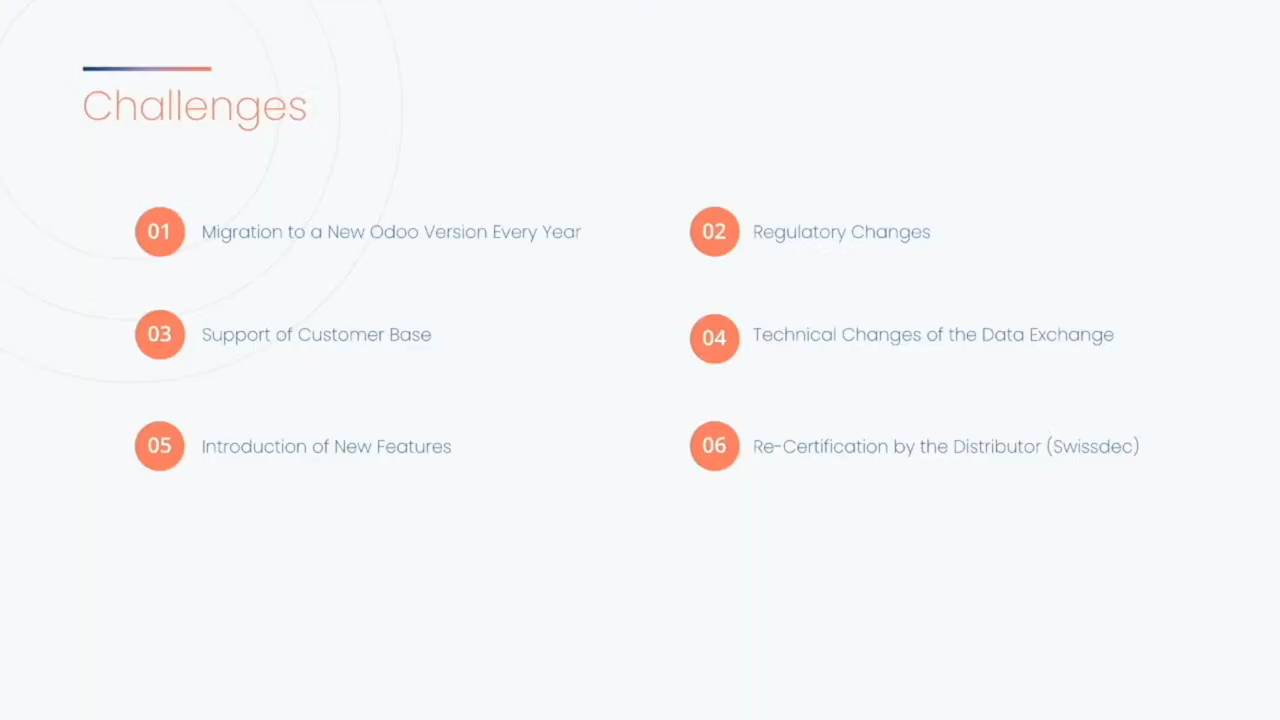 Challenges
01 Migration to a New Odoo Version Every Year
02 Regulatory Changes
03 Support of Customer Base
04 Technical Changes of the Data Exchange
05 Introduction of New Features
06 Re-Certification by the Distributor (Swissdec)